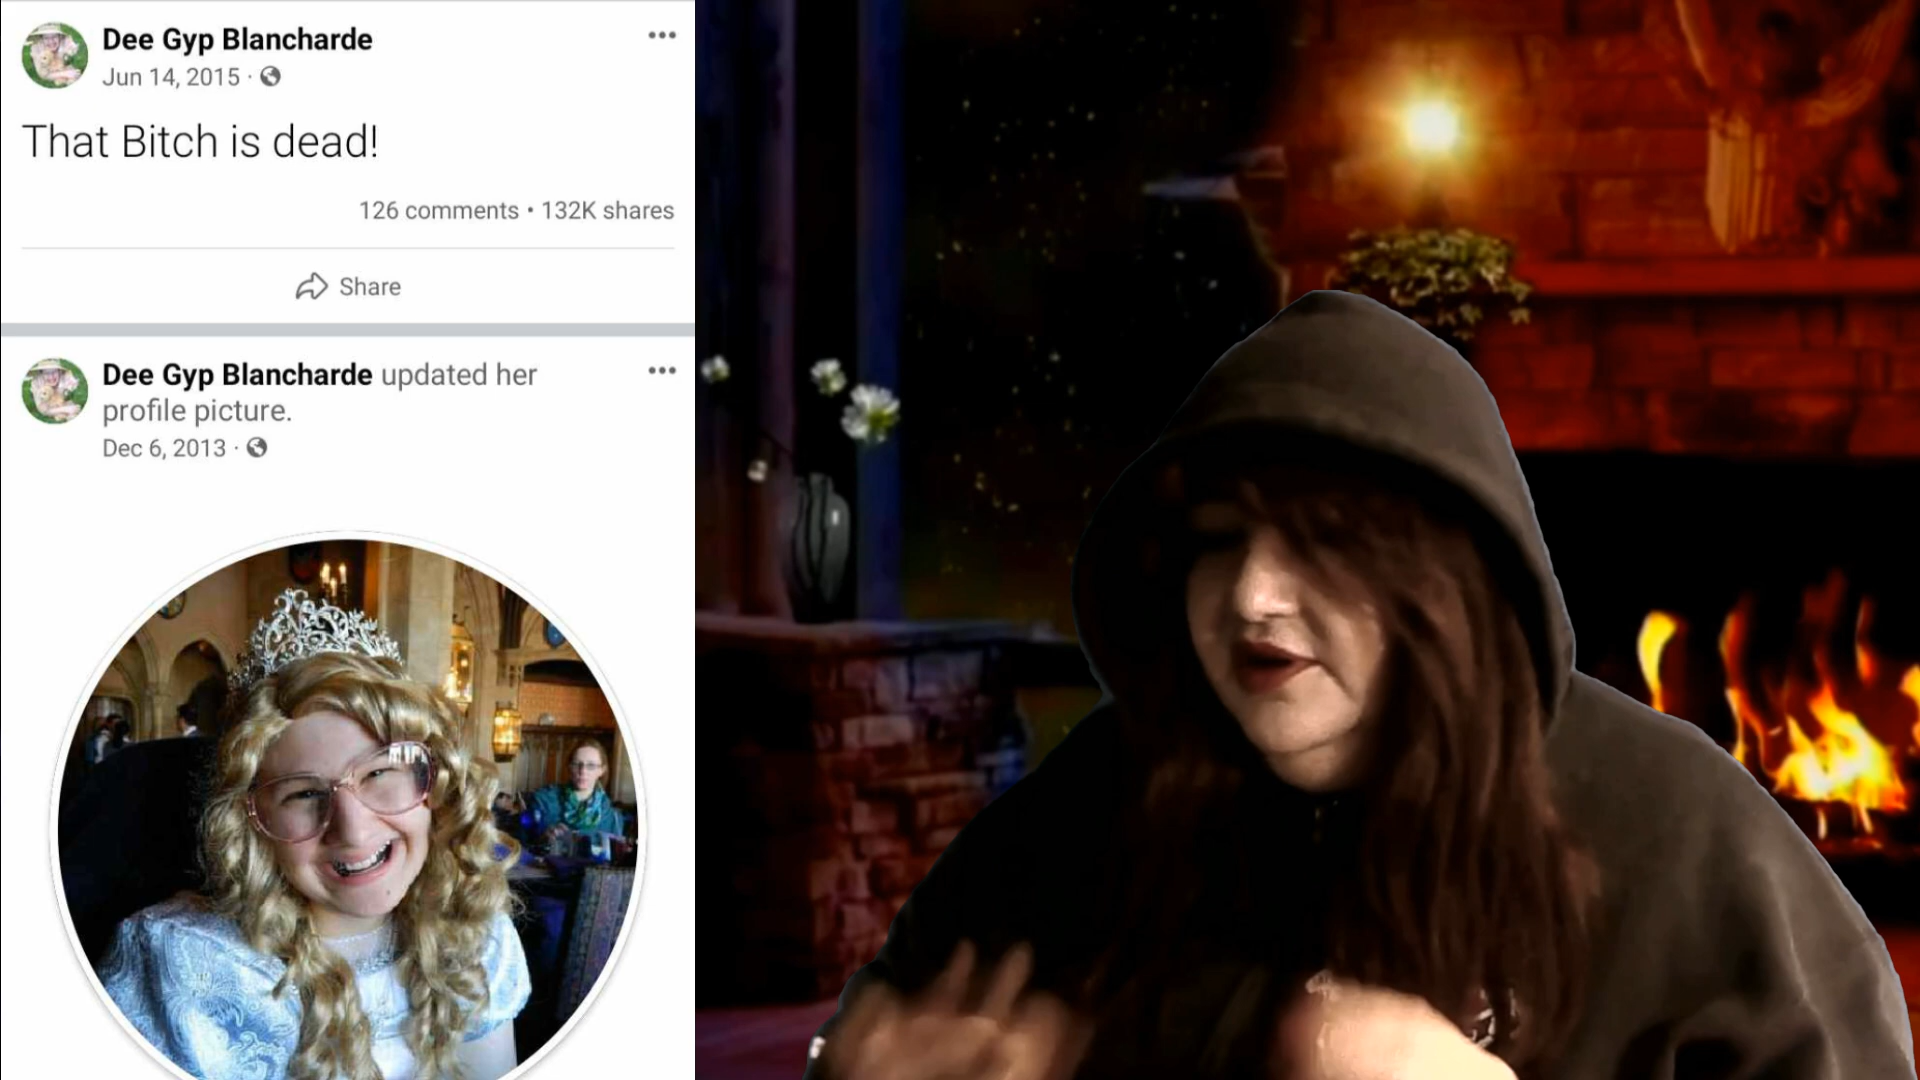 Dee Gyp Blancharde
Jun 14, 2015 ·
That Bitch is dead!
126 comments • 132K shares
Share
Dee Gyp Blancharde updated her
profile picture.
Dec 6, 2013 ·